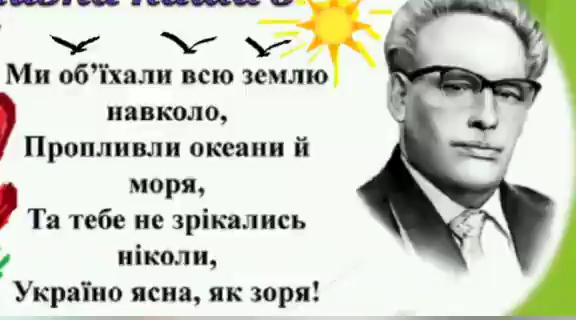 Ми об’їхали всю землю
навколо,
Пропливли океани й
моря,
Та тебе не зрікались
ніколи,
Україно ясна, як зоря!